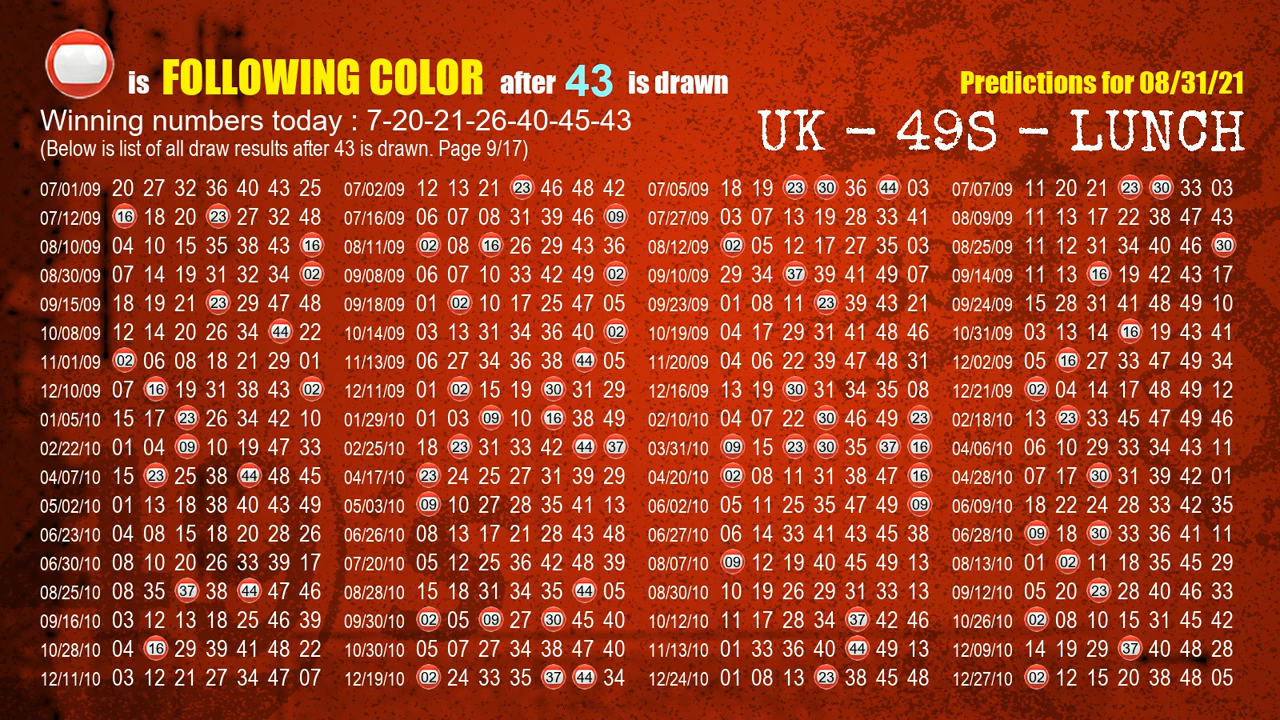 is FOLLOWING COLOR after 43 is drawn
Predictions for 08/31/21
Winning numbers today : 7-20-21-26-40-45-43
UK - 49S - LUNCH
(Below is list of all draw results after 43 is drawn. Page 9/17)
07/01/09 20 27 32 36 40 43 25 07/02/09 12 13 21 23 46 48 42 07/05/09 18 19 23 30 36 44 03 07/07/09 11 20 21 23 30 33 03
07/12/09 16 18 20 23 27 32 48 07/16/09 06 07 08 31 39 46 09 07/27/09 03 07 13 19 28 33 41 08/09/09 11 13 17 22 38 47 43
08/10/09 04 10 15 35 38 43 16 08/11/09 02 08 16 26 29 43 36 08/12/09 02 05 12 17 27 35 03 08/25/09 11 12 31 34 40 46 30
08/30/09 07 14 19 31 32 34 02 09/08/09 06 07 10 33 42 49 02 09/10/09 29 34 37 39 41 49 07 09/14/09 11 13 16 19 42 43 17
09/15/09 18 19 21 23 29 47 48 09/18/09 01 02 10 17 25 47 05 09/23/09 01 08 11 23 39 43 21 09/24/09 15 28 31 41 48 49 10
10/08/09 12 14 20 26 34 44 22 10/14/09 03 13 31 34 36 40 02 10/19/09 04 17 29 31 41 48 46 10/31/09 03 13 14 16 19 43 41
11/01/09 02 06 08 18 21 29 01 11/13/09 06 27 34 36 38 44 05 11/20/09 04 06 22 39 47 48 31 12/02/09 05 16 27 33 47 49 34
12/10/09 07 16 19 31 38 43 02 12/11/09 01 02 15 19 30 31 29 12/16/09 13 19 30 31 34 35 08 12/21/09 02 04 14 17 48 49 12
01/05/10 15 17 23 26 34 42 10 01/29/10 01 03 09 10 16 38 49 02/10/10 04 07 22 30 46 49 23 02/18/10 13 23 33 45 47 49 46
02/22/10 01 04 09 10 19 47 33 02/25/10 18 23 31 33 42 44 37 03/31/10 09 15 23 30 35 37 16 04/06/10 06 10 29 33 34 43 11
04/07/10 15 23 25 38 44 48 45 04/17/10 23 24 25 27 31 39 29 04/20/10 02 08 11 31 38 47 16 04/28/10 07 17 30 31 39 42 01
05/02/10 01 13 18 38 40 43 49 05/03/10 09 10 27 28 35 41 13 06/02/10 05 11 25 35 47 49 09 06/09/10 18 22 24 28 33 42 35
06/23/10 04 08 15 18 20 28 26 06/26/10 08 13 17 21 28 43 48 06/27/10 06 14 33 41 43 45 38 06/28/10 09 18 30 33 36 41 11
06/30/10 08 10 20 26 33 39 17 07/20/10 05 12 25 36 42 48 39 08/07/10 09 12 19 40 45 49 13 08/13/10 01 02 11 18 35 45 29
08/25/10 08 35 37 38 44 47 46 08/28/10 15 18 31 34 35 44 05 08/30/10 10 19 26 29 31 33 13 09/12/10 05 20 23 28 40 46 33
09/16/10 03 12 13 18 25 46 39 09/30/10 02 05 09 27 30 45 40 10/12/10 11 17 28 34 37 42 46 10/26/10 02 08 10 15 31 45 42
10/28/10 04 16 29 39 41 48 22 10/30/10 05 07 27 34 38 47 40 11/13/10 01 33 36 40 44 49 13 12/09/10 14 19 29 37 40 48 28
12/11/10 03 12 21 27 34 47 07 12/19/10 02 24 33 35 37 44 34 12/24/10 01 08 13 23 38 45 48 12/27/10 02 12 15 20 38 48 05